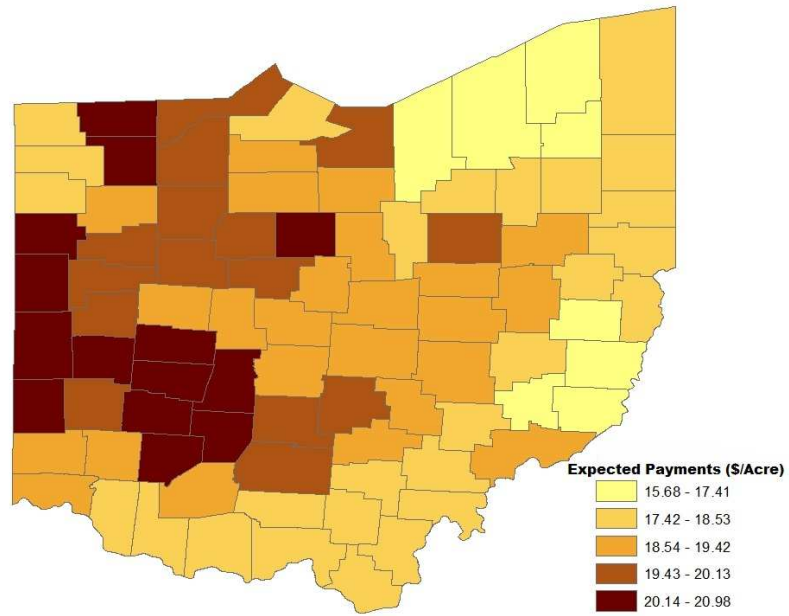 Expected Payments ($/Acre)
15.68 - 17.41
17.42 - 18.53
18.54 - 19.42
19.43 - 20.13
20.14 - 20.98